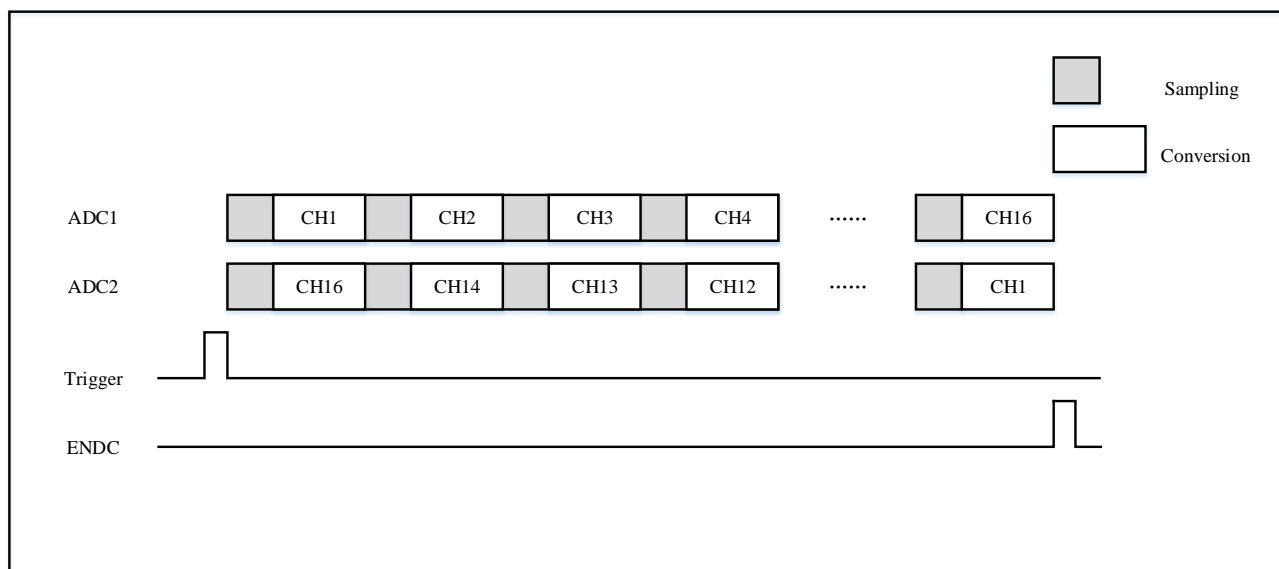 Sampling
Conversion
ADC1 CH1 CH2 CH3 CH4 ...... CH16
ADC2 CH16 CH14 CH13 CH12 ...... CH1
Trigger
ENDC